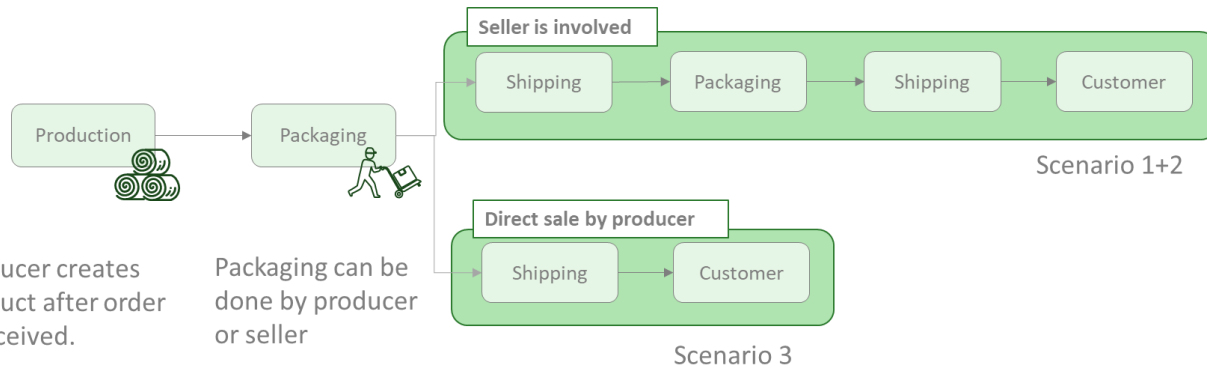 Seller is involved
Shipping
Packaging
Shipping
Customer
Production
Packaging
Scenario 1+2
Direct sale by producer
Shipping
Customer
Scenario 3
ucer creates
uct after order
ceived.
Packaging can be
done by producer
or seller